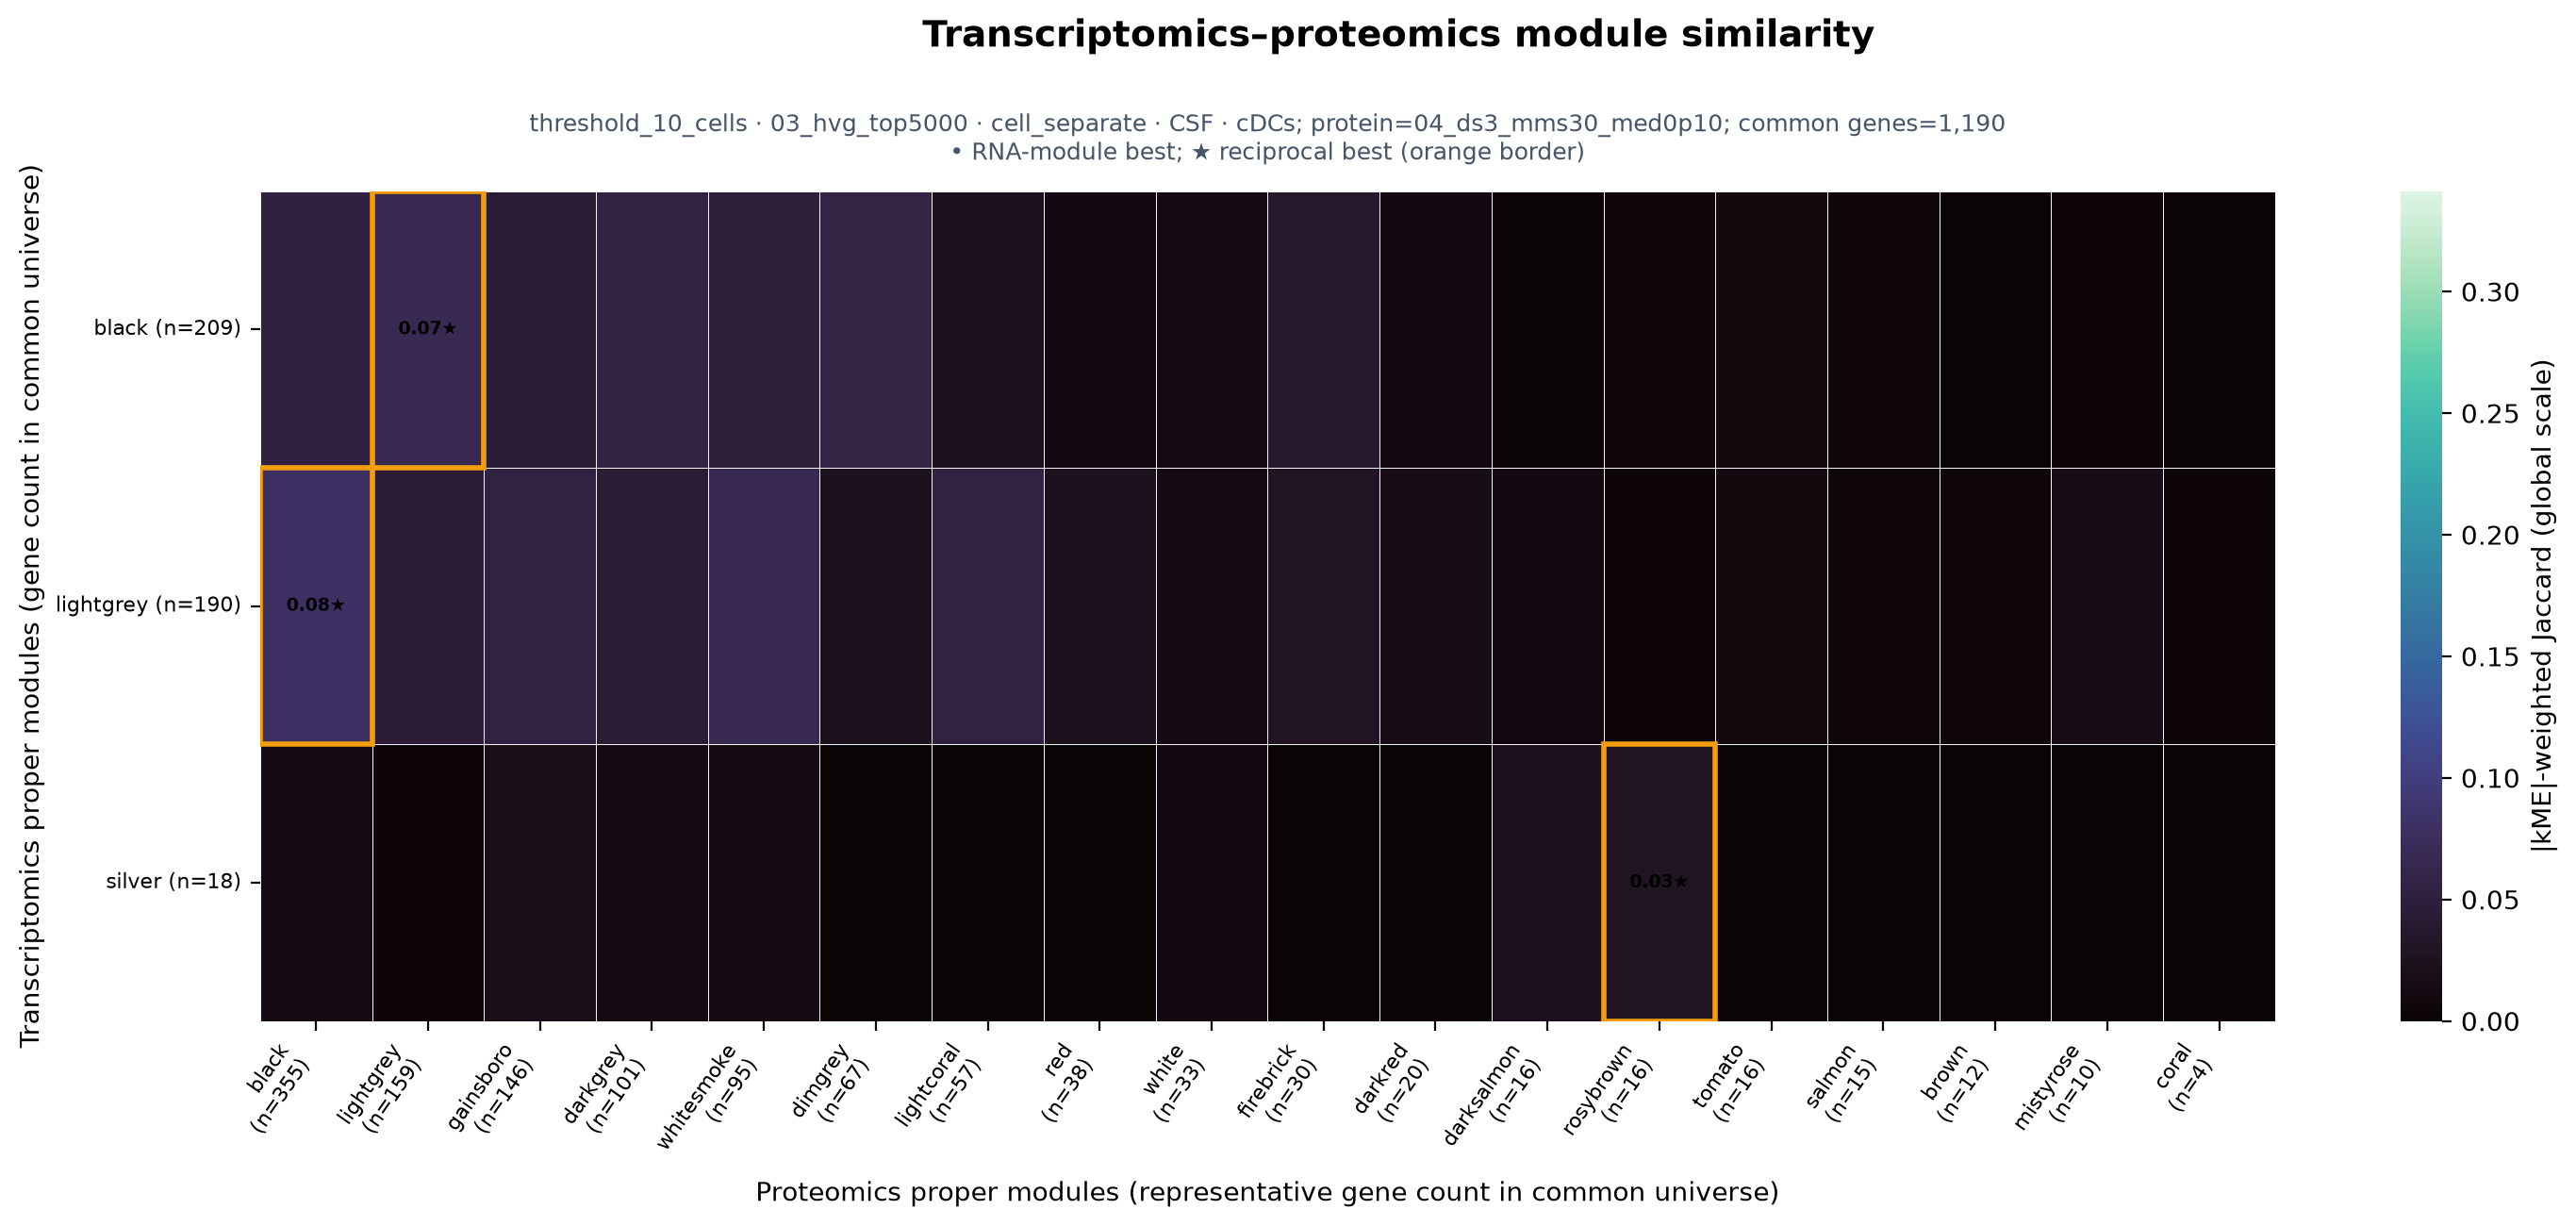 Transcriptomics–proteomics module similarity
threshold_10_cells · 03_hvg_top5000 · cell_separate · CSF · cDCs; protein=04_ds3_mms30_med0p10; common genes=1,190
• RNA-module best; ★ reciprocal best (orange border)
Transcriptomics proper modules (gene count in common universe)
black (n=209)
lightgrey (n=190)
silver (n=18)
0.07★
0.08★
0.03★
black
(n=355)
lightgrey
(n=159)
gainsboro
(n=146)
darkgrey
(n=101)
whitesmoke
(n=95)
dimgrey
(n=67)
lightcoral
(n=57)
red
(n=38)
white
(n=33)
firebrick
(n=30)
darkred
(n=20)
darksalmon
(n=16)
rosybrown
(n=16)
tomato
(n=16)
salmon
(n=15)
brown
(n=12)
mistyrose
(n=10)
coral
(n=4)
Proteomics proper modules (representative gene count in common universe)
0.30
0.25
0.20
0.15
0.10
0.05
0.00
|kME|-weighted Jaccard (global scale)